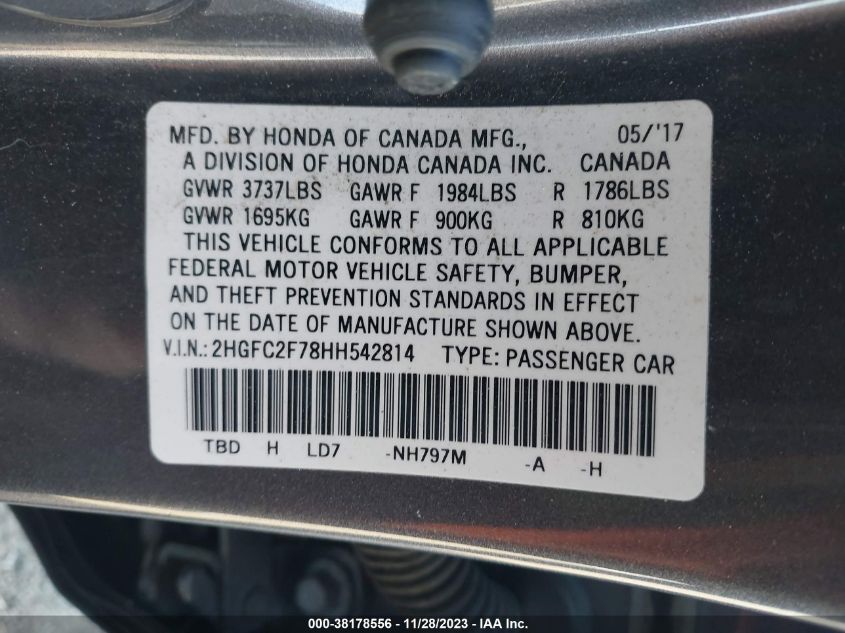 MFD. BY HONDA OF CANADA MFG., 05/'17
A DIVISION OF HONDA CANADA INC. CANADA
GVWR 3737LBS GAWR F 1984LBS R 1786LBS
GVWR 1695KG GAWR F 900KG R 810KG
THIS VEHICLE CONFORMS TO ALL APPLICABLE
FEDERAL MOTOR VEHICLE SAFETY, BUMPER,
AND THEFT PREVENTION STANDARDS IN EFFECT
ON THE DATE OF MANUFACTURE SHOWN ABOVE.
V.I.N.: 2HGFC2F78HH542814 TYPE: PASSENGER CAR
TBD H LD7 -NH797M -A -H
000-38178556 - 11/28/2023 - IAA Inc.